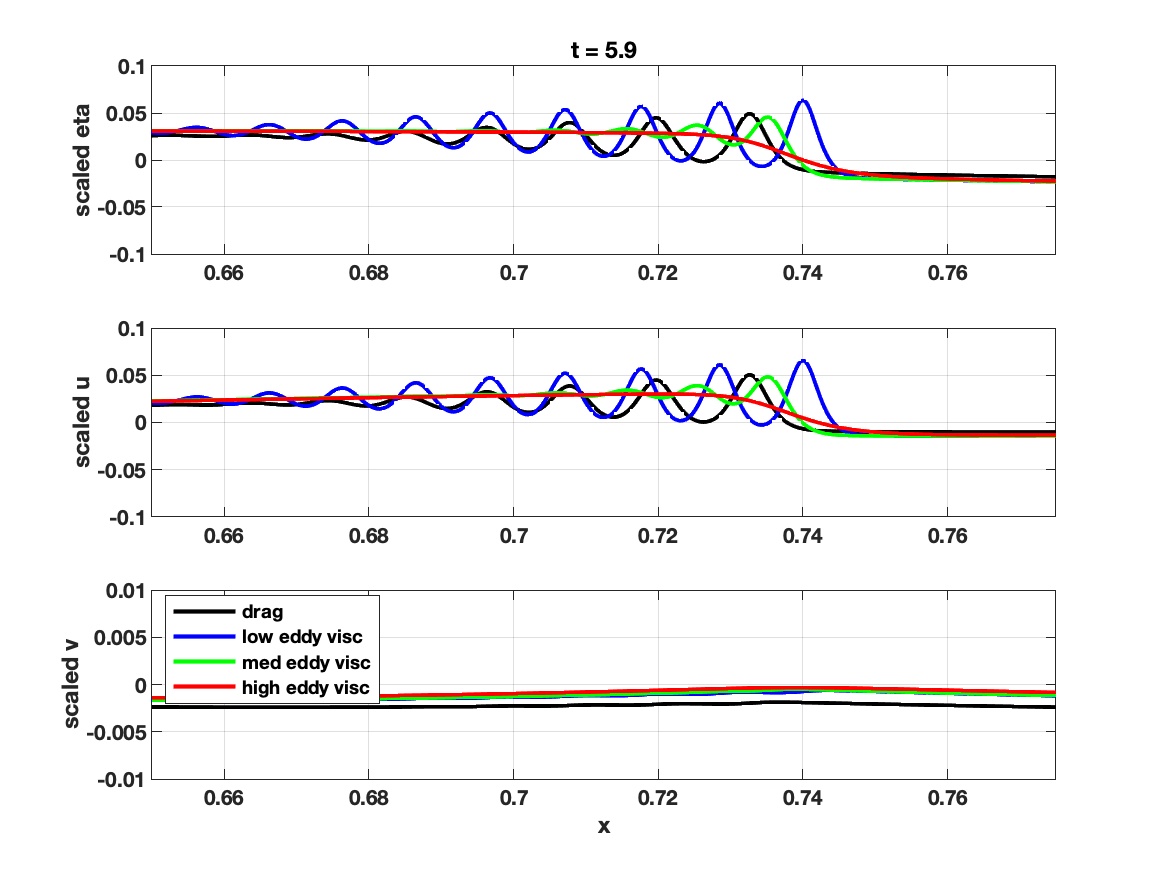 t = 5.9
scaled eta
0.1
0.05
0
-0.05
-0.1
0.66 0.68 0.7 0.72 0.74 0.76
scaled u
0.1
0.05
0
-0.05
-0.1
0.66 0.68 0.7 0.72 0.74 0.76
scaled v
0.01
0.005
0
-0.005
-0.01
drag
low eddy visc
med eddy visc
high eddy visc
0.66 0.68 0.7 0.72 0.74 0.76
x